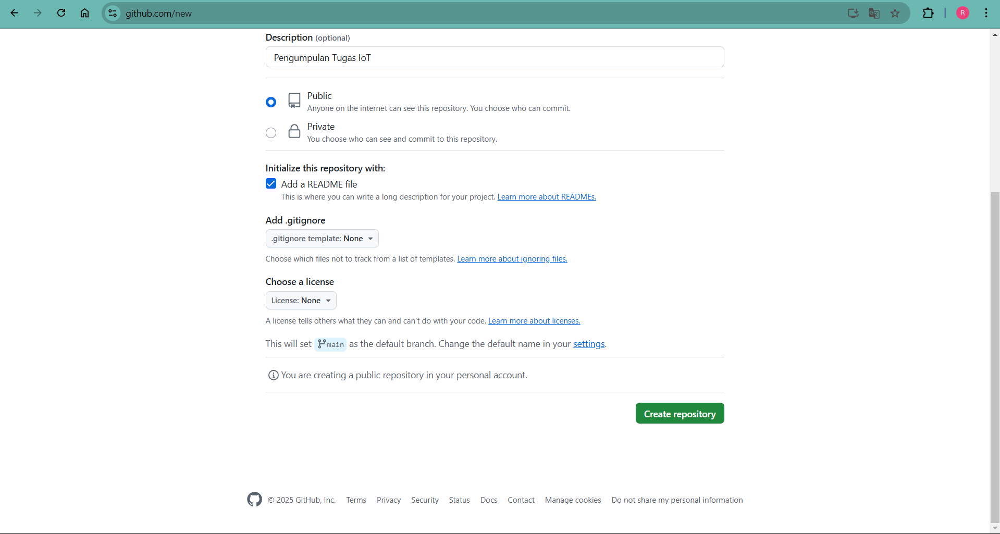 github.com/new
R
Description (optional)
Pengumpulan Tugas IoT
Public
Anyone on the internet can see this repository. You choose who can commit.
Private
You choose who can see and commit to this repository.
Initialize this repository with:
Add a README file
This is where you can write a long description for your project. Learn more about READMEs.
Add .gitignore
.gitignore template: None
Choose which files not to track from a list of templates. Learn more about ignoring files.
Choose a license
License: None
A license tells others what they can and can't do with your code. Learn more about licenses.
This will set main as the default branch. Change the default name in your settings.
You are creating a public repository in your personal account.
Create repository
© 2025 GitHub, Inc. Terms Privacy Security Status Docs Contact Manage cookies Do not share my personal information